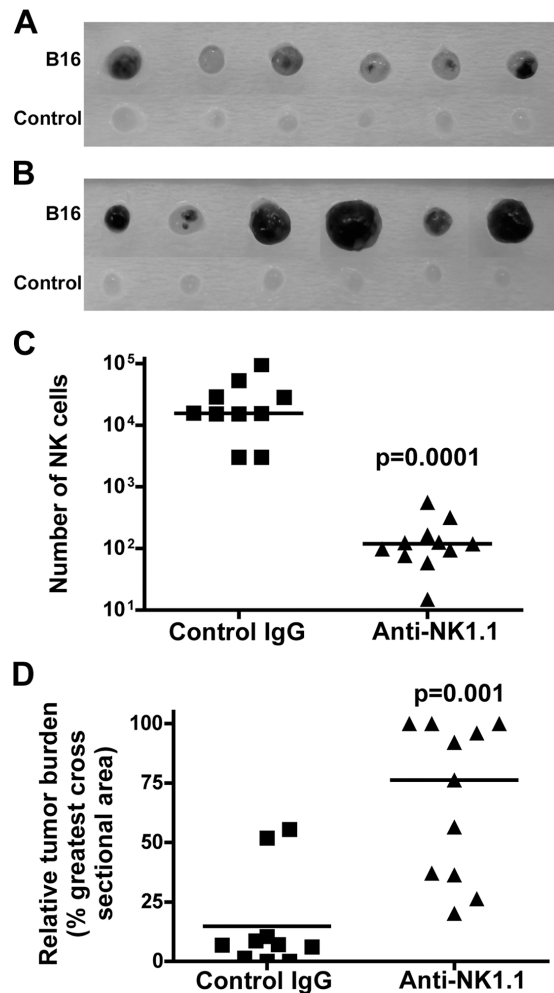 A
B16
Control
B
B16
Control
C
Number of NK cells
10^5
10^4
10^3
10^2
10^1
p=0.0001
Control IgG
Anti-NK1.1
D
Relative tumor burden
(% greatest cross
sectional area)
100
75
50
25
0
p=0.001
Control IgG
Anti-NK1.1